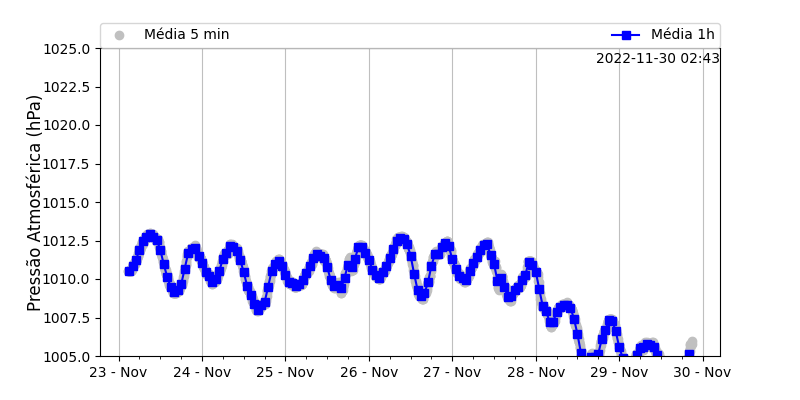 Média 5 min
Média 1h
2022-11-30 02:43
Pressão Atmosférica (hPa)
1025.0
1022.5
1020.0
1017.5
1015.0
1012.5
1010.0
1007.5
1005.0
23 - Nov
24 - Nov
25 - Nov
26 - Nov
27 - Nov
28 - Nov
29 - Nov
30 - Nov